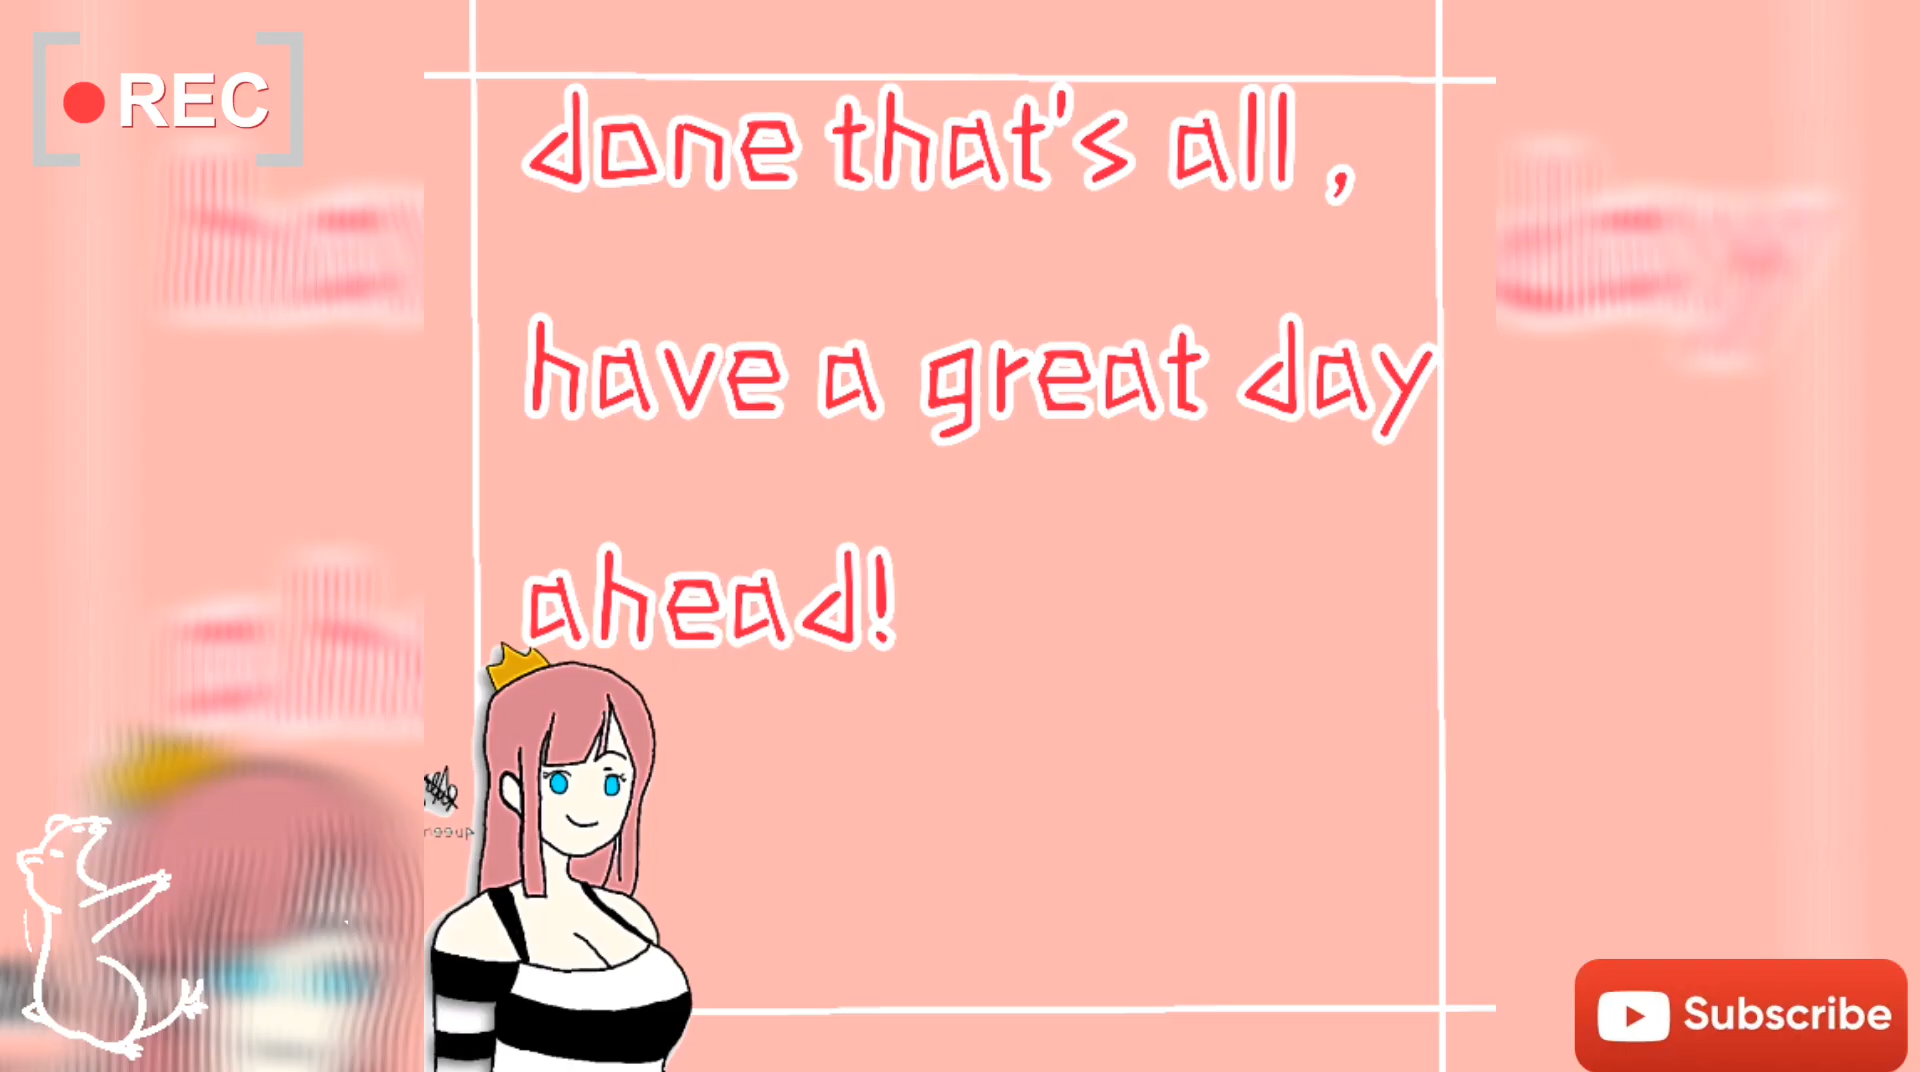 REC
done that's all ,
have a great day
ahead!
Subscribe